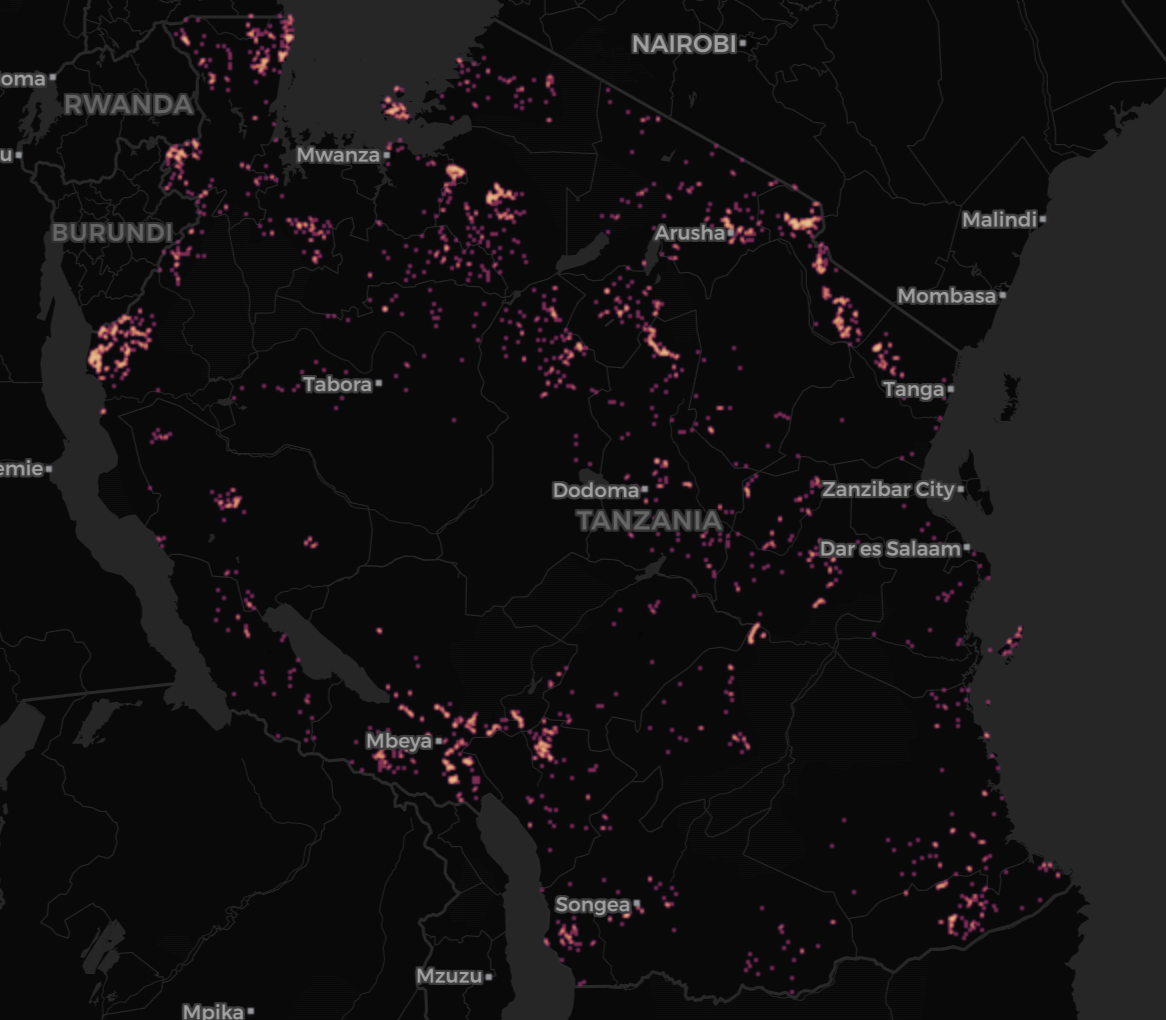 NAIROBI
oma
RWANDA
u
Mwanza
Malindi
BURUNDI
Arusha
Mombasa
Tabora
Tanga
emie
Dodoma
Zanzibar City
TANZANIA
Dar es Salaam
Mbeya
Songea
Mzuzu
Mpika